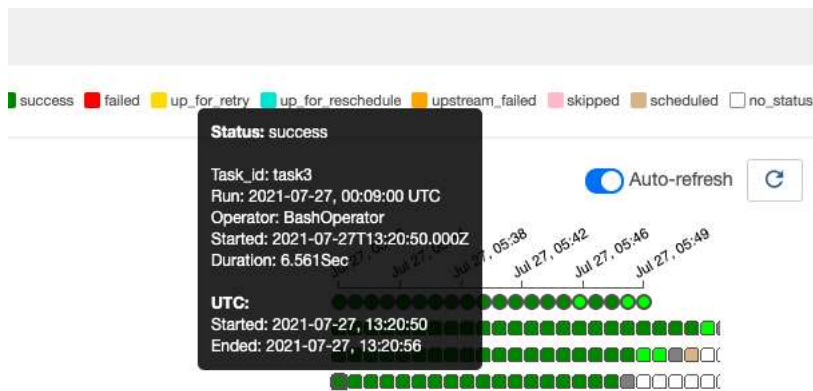 success failed up_for_retry up_for_reschedule upstream_failed skipped scheduled no_status
Status: success
Task_id: task3
Run: 2021-07-27, 00:09:00 UTC
Operator: BashOperator
Started: 2021-07-27T13:20:50.000Z
Duration: 6.561Sec
UTC:
Started: 2021-07-27, 13:20:50
Ended: 2021-07-27, 13:20:56
Auto-refresh
Jul 27, 05:38
Jul 27, 05:42
Jul 27, 05:46
Jul 27, 05:49